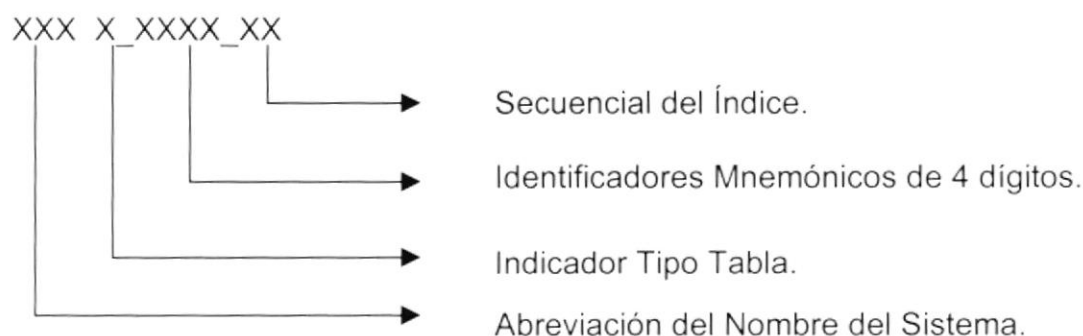 XXX X_XXXX_XX
Secuencial del Índice.
Identificadores Mnemónicos de 4 dígitos.
Indicador Tipo Tabla.
Abreviación del Nombre del Sistema.